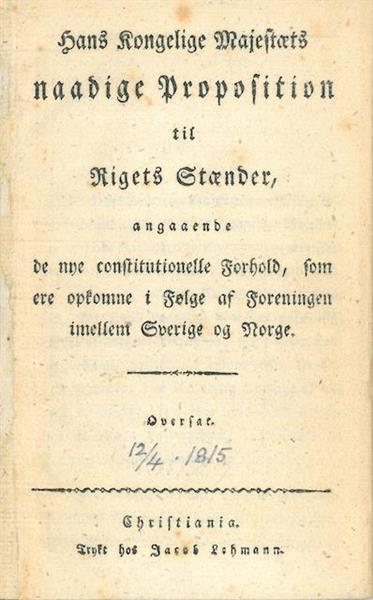 Hans Kongelige Majestæts
naadige Proposition
til
Rigets Stænder,
angaaende
de nye constitutionelle Forhold, som
ere opkomne i Følge af Foreningen
imellem Sverige og Norge.
Oversat.
12/4 . 1815.
Christiania.
Trykt hos Jacob Lehmann.